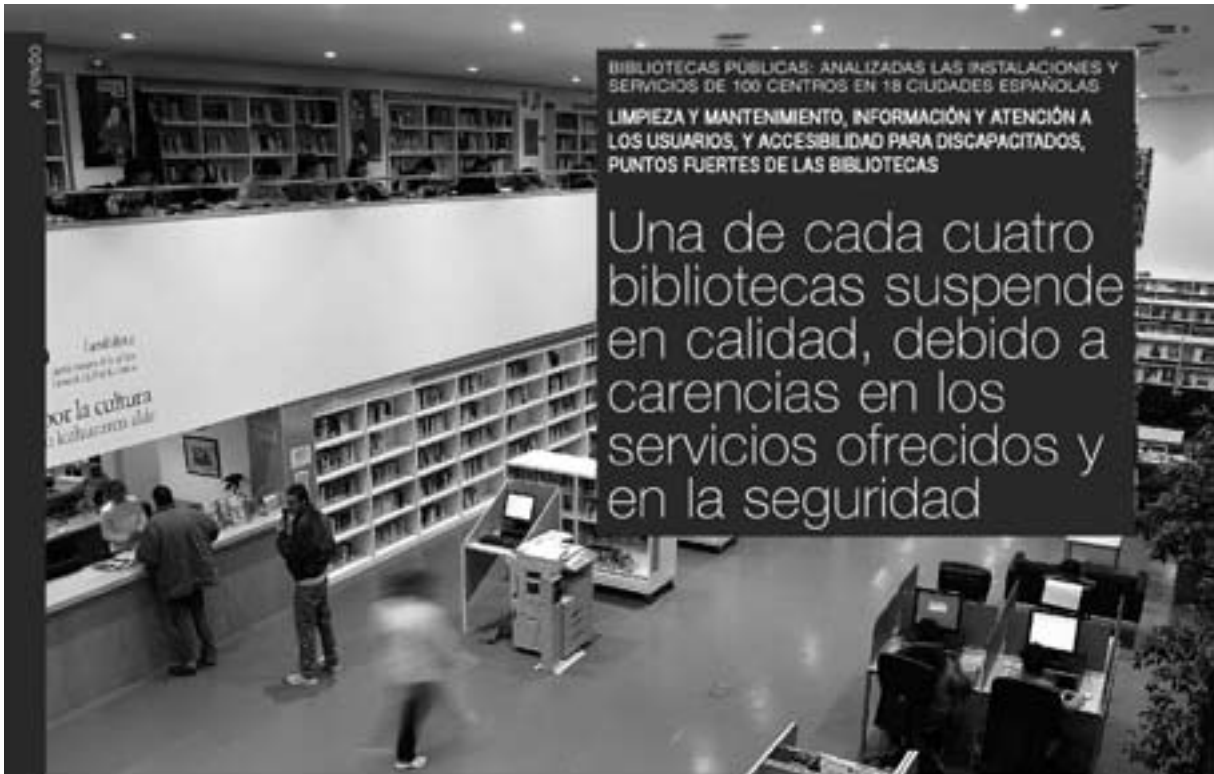 A FONDO
BIBLIOTECAS PÚBLICAS: ANALIZADAS LAS INSTALACIONES Y
SERVICIOS DE 100 CENTROS EN 18 CIUDADES ESPAÑOLAS
LIMPIEZA Y MANTENIMIENTO, INFORMACIÓN Y ATENCIÓN A
LOS USUARIOS, Y ACCESIBILIDAD PARA DISCAPACITADOS,
PUNTOS FUERTES DE LAS BIBLIOTECAS
Una de cada cuatro
bibliotecas suspende
en calidad, debido a
carencias en los
servicios ofrecidos y
en la seguridad
por la cultura